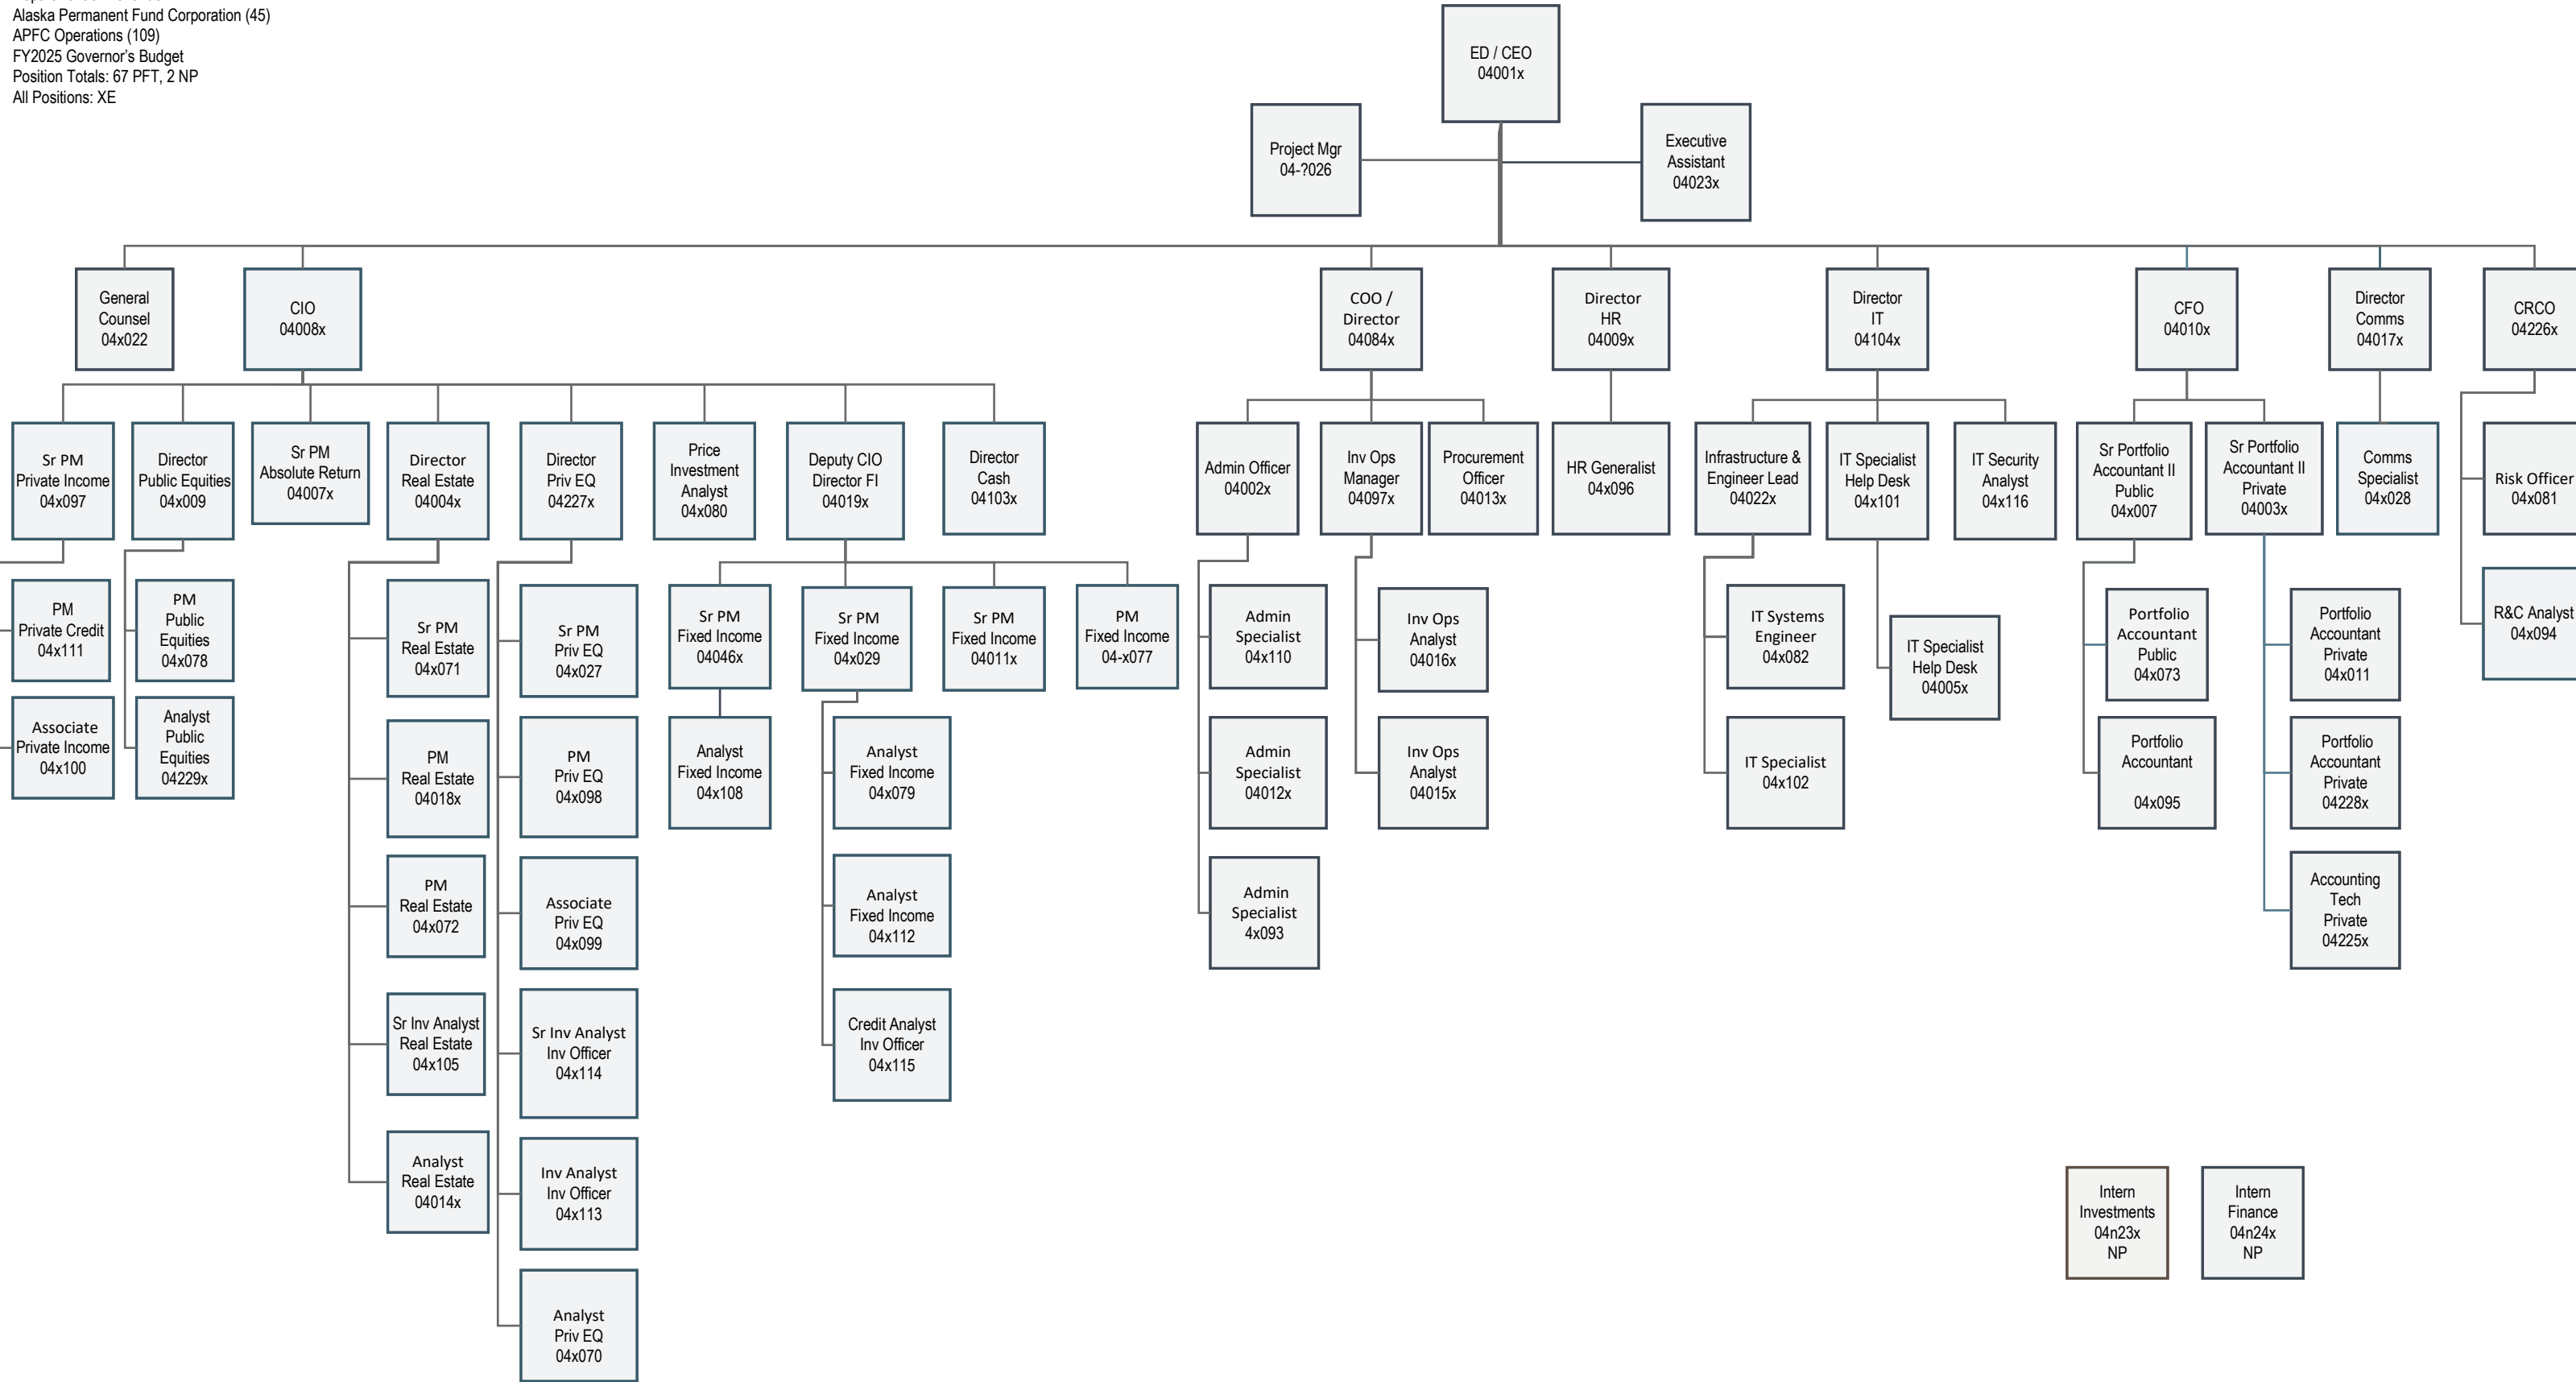 Alaska Permanent Fund Corporation (45)
APFC Operations (109)
FY2025 Governor’s Budget
Position Totals: 67 PFT, 2 NP
All Positions: XE
ED / CEO
04001x
Project Mgr
04-?026
Executive
Assistant
04023x
General
Counsel
04x022
CIO
04008x
COO /
Director
04084x
Director
HR
04009x
Director
IT
04104x
CFO
04010x
Director
Comms
04017x
CRCO
04226x
Sr PM
Private Income
04x097
Director
Public Equities
04x009
Sr PM
Absolute Return
04007x
Director
Real Estate
04004x
Director
Priv EQ
04227x
Price
Investment
Analyst
04x080
Deputy CIO
Director FI
04019x
Director
Cash
04103x
Admin Officer
04002x
Inv Ops
Manager
04097x
Procurement
Officer
04013x
HR Generalist
04x096
Infrastructure &
Engineer Lead
04022x
IT Specialist
Help Desk
04x101
IT Security
Analyst
04x116
Sr Portfolio
Accountant II
Public
04x007
Sr Portfolio
Accountant II
Private
04003x
Comms
Specialist
04x028
Risk Officer
04x081
PM
Private Credit
04x111
PM
Public
Equities
04x078
Sr PM
Real Estate
04x071
Sr PM
Priv EQ
04x027
Sr PM
Fixed Income
04046x
Sr PM
Fixed Income
04x029
Sr PM
Fixed Income
04011x
PM
Fixed Income
04-x077
Admin
Specialist
04x110
Inv Ops
Analyst
04016x
IT Systems
Engineer
04x082
IT Specialist
Help Desk
04005x
Portfolio
Accountant
Public
04x073
Portfolio
Accountant
Private
04x011
R&C Analyst
04x094
Associate
Private Income
04x100
Analyst
Public
Equities
04229x
PM
Real Estate
04018x
PM
Priv EQ
04x098
Analyst
Fixed Income
04x108
Analyst
Fixed Income
04x079
Admin
Specialist
04012x
Inv Ops
Analyst
04015x
IT Specialist
04x102
Portfolio
Accountant
04x095
Portfolio
Accountant
Private
04228x
PM
Real Estate
04x072
Associate
Priv EQ
04x099
Analyst
Fixed Income
04x112
Admin
Specialist
4x093
Accounting
Tech
Private
04225x
Sr Inv Analyst
Real Estate
04x105
Sr Inv Analyst
Inv Officer
04x114
Credit Analyst
Inv Officer
04x115
Analyst
Real Estate
04014x
Inv Analyst
Inv Officer
04x113
Intern
Investments
04n23x
NP
Intern
Finance
04n24x
NP
Analyst
Priv EQ
04x070